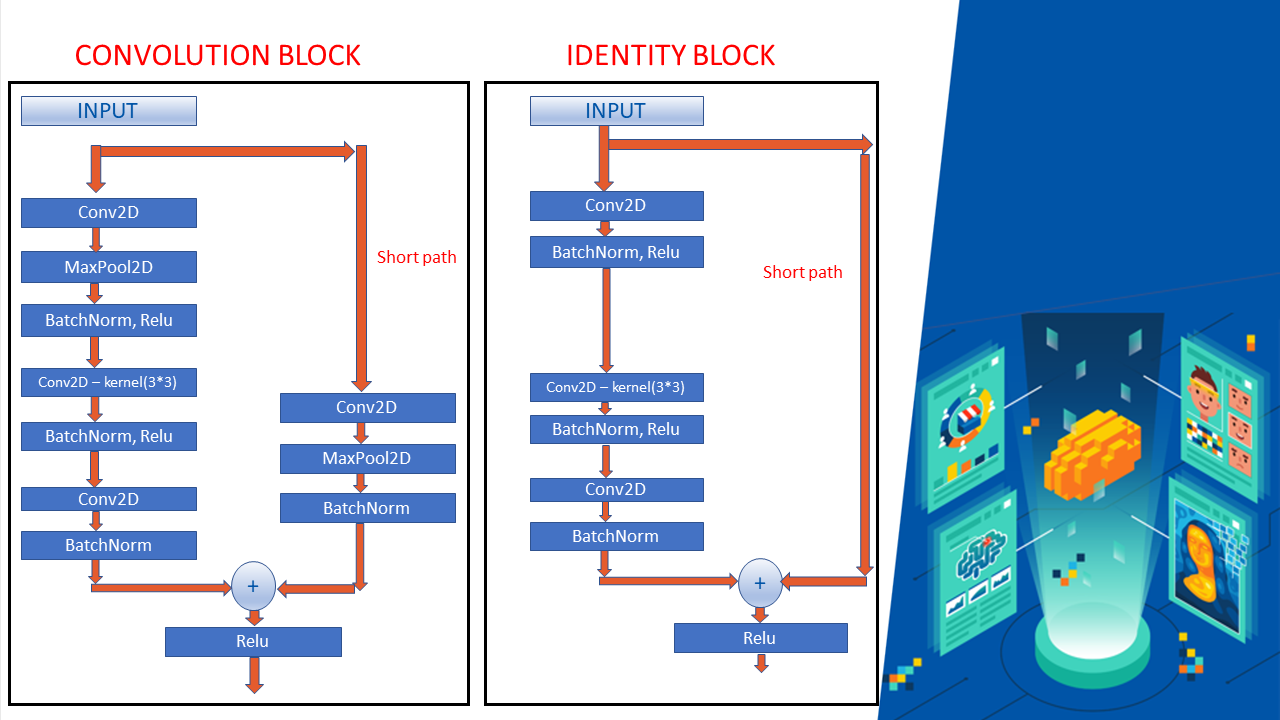 CONVOLUTION BLOCK
INPUT
Conv2D
MaxPool2D
BatchNorm, Relu
Conv2D – kernel(3*3)
BatchNorm, Relu
Conv2D
BatchNorm
Short path
Conv2D
MaxPool2D
BatchNorm
+
Relu
IDENTITY BLOCK
INPUT
Conv2D
BatchNorm, Relu
Conv2D – kernel(3*3)
BatchNorm, Relu
Conv2D
BatchNorm
Short path
+
Relu